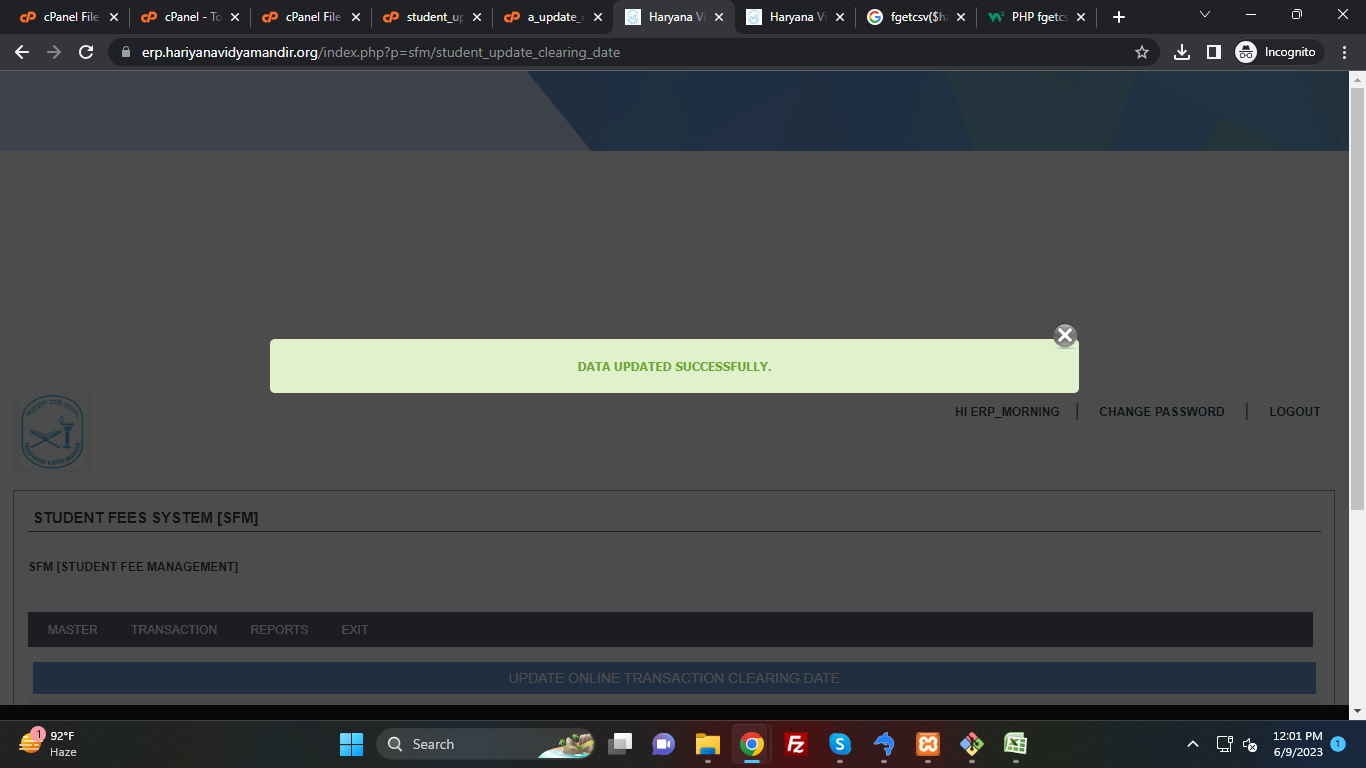 cPanel File
cPanel - To
cPanel File
student_up
a_update_
Haryana Vi
Haryana Vi
fgetcsv($ha
PHP fgetcs
erp.hariyanavidyamandir.org/index.php?p=sfm/student_update_clearing_date
Incognito
DATA UPDATED SUCCESSFULLY.
HI ERP_MORNING
CHANGE PASSWORD
LOGOUT
STUDENT FEES SYSTEM [SFM]
SFM [STUDENT FEE MANAGEMENT]
MASTER TRANSACTION REPORTS EXIT
UPDATE ONLINE TRANSACTION CLEARING DATE
1
92°F
Haze
Search
12:01 PM
6/9/2023
1